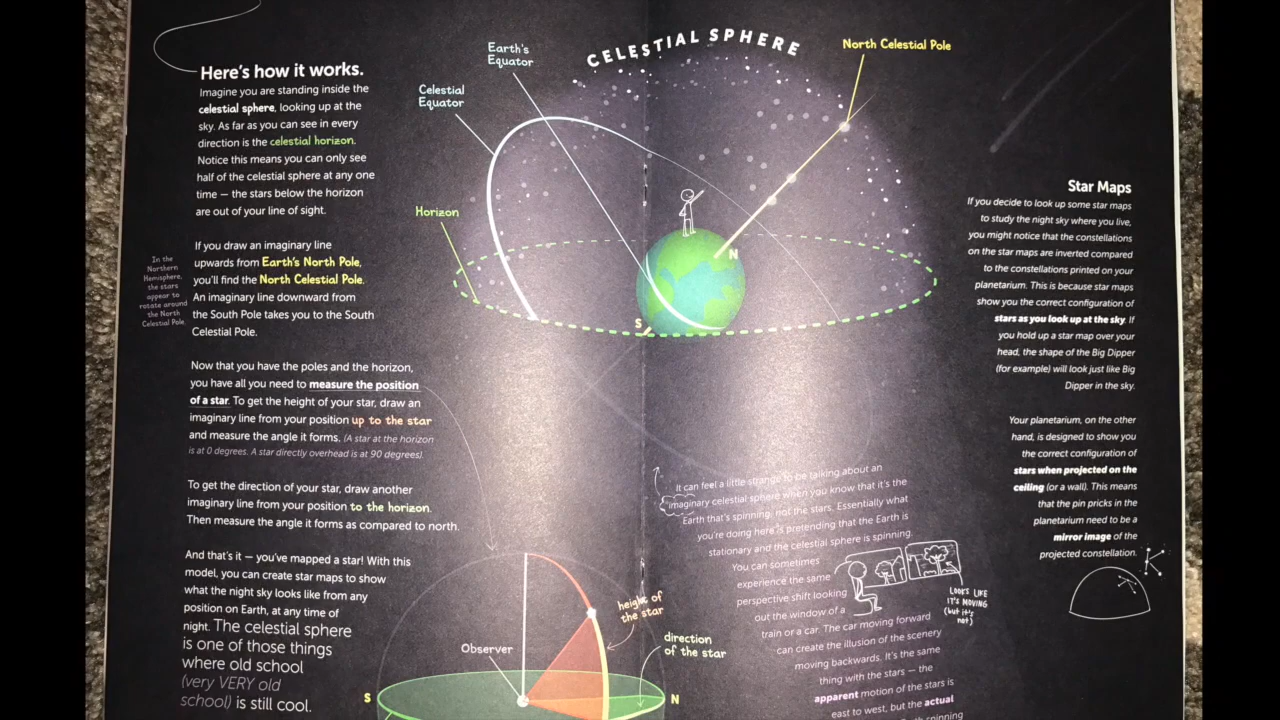 CELESTIAL SPHERE
North Celestial Pole
Earth's
Equator
Celestial
Equator
Horizon
N
S
Here's how it works.
Imagine you are standing inside the
celestial sphere, looking up at the
sky. As far as you can see in every
direction is the celestial horizon.
Notice this means you can only see
half of the celestial sphere at any one
time — the stars below the horizon
are out of your line of sight.
If you draw an imaginary line
upwards from Earth's North Pole,
you'll find the North Celestial Pole.
An imaginary line downward from
the South Pole takes you to the South
Celestial Pole.
In the
Northern
Hemisphere,
the stars
appear to
rotate around
the North
Celestial Pole.
Now that you have the poles and the horizon,
you have all you need to measure the position
of a star. To get the height of your star, draw an
imaginary line from your position up to the star
and measure the angle it forms. (A star at the horizon
is at 0 degrees. A star directly overhead is at 90 degrees).
To get the direction of your star, draw another
imaginary line from your position to the horizon.
Then measure the angle it forms as compared to north.
And that's it — you've mapped a star! With this
model, you can create star maps to show
what the night sky looks like from any
position on Earth, at any time of
night. The celestial sphere
is one of those things
where old school
(very VERY old
school) is still cool.
Observer
height of
the star
direction
of the star
S
N
It can feel a little strange to be talking about an
imaginary celestial sphere when you know that it's the
Earth that's spinning, not the stars. Essentially what
you're doing here is pretending that the Earth is
stationary and the celestial sphere is spinning.
You can sometimes
experience the same
perspective shift looking
out the window of a
train or a car. The car moving forward
can create the illusion of the scenery
moving backwards. It's the same
thing with the stars — the
apparent motion of the stars is
east to west, but the actual
spinning
LOOKS LIKE
IT'S MOVING
(but it's
not)
Star Maps
If you decide to look up some star maps
to study the night sky where you live,
you might notice that the constellations
on the star maps are inverted compared
to the constellations printed on your
planetarium. This is because star maps
show you the correct configuration of
stars as you look up at the sky. If
you hold up a star map over your
head, the shape of the Big Dipper
(for example) will look just like Big
Dipper in the sky.
Your planetarium, on the other
hand, is designed to show you
the correct configuration of
stars when projected on the
ceiling (or a wall). This means
that the pin pricks in the
planetarium need to be a
mirror image of the
projected constellation.